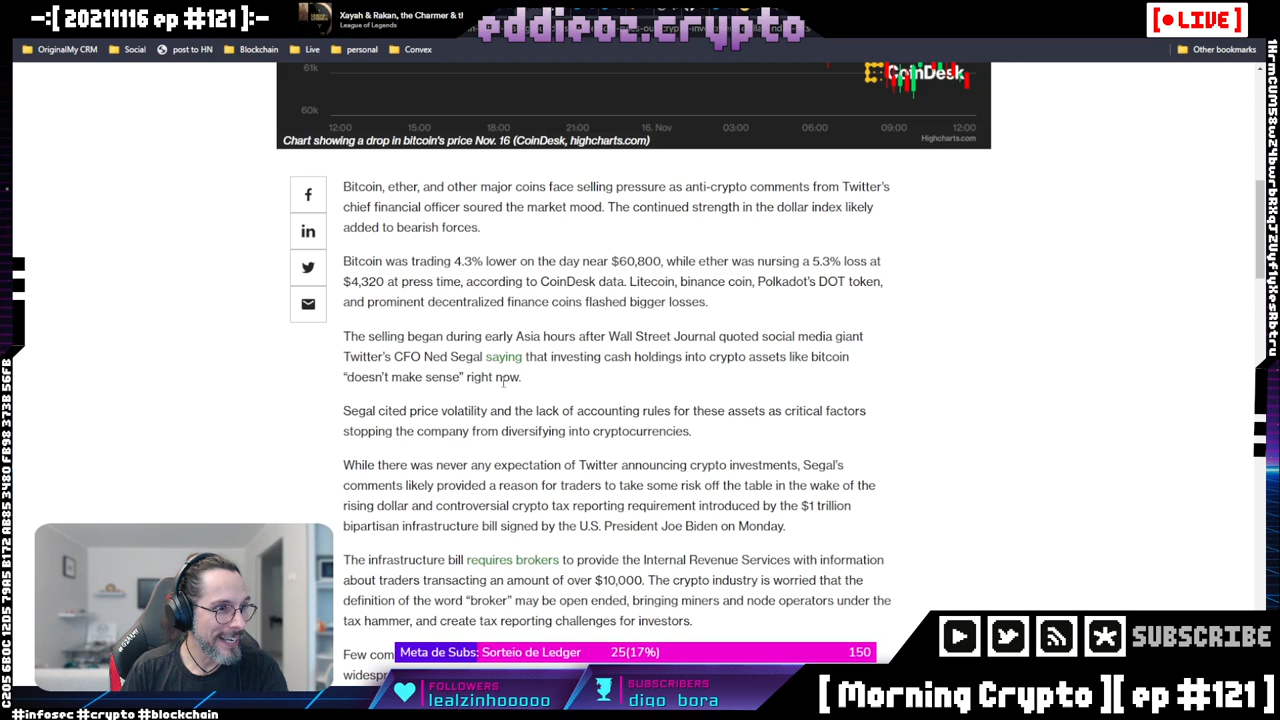 -:[ 20211116 ep #121]:-
Xayah & Rakan, the Charmer & th
League of Legends
eddieoz.crypto
[ LIVE]
OriginalMy CRM
Social
post to HN
Blockchain
Live
personal
Convex
Other bookmarks
61k
60k
CoinDesk
12:00 15:00 18:00 21:00 16. Nov 03:00 06:00 09:00 12:00
Highcharts.com
Chart showing a drop in bitcoin's price Nov. 16 (CoinDesk, highcharts.com)
Bitcoin, ether, and other major coins face selling pressure as anti-crypto comments from Twitter's
chief financial officer soured the market mood. The continued strength in the dollar index likely
added to bearish forces.
Bitcoin was trading 4.3% lower on the day near $60,800, while ether was nursing a 5.3% loss at
$4,320 at press time, according to CoinDesk data. Litecoin, binance coin, Polkadot's DOT token,
and prominent decentralized finance coins flashed bigger losses.
The selling began during early Asia hours after Wall Street Journal quoted social media giant
Twitter's CFO Ned Segal saying that investing cash holdings into crypto assets like bitcoin
“doesn't make sense” right now.
Segal cited price volatility and the lack of accounting rules for these assets as critical factors
stopping the company from diversifying into cryptocurrencies.
While there was never any expectation of Twitter announcing crypto investments, Segal's
comments likely provided a reason for traders to take some risk off the table in the wake of the
rising dollar and controversial crypto tax reporting requirement introduced by the $1 trillion
bipartisan infrastructure bill signed by the U.S. President Joe Biden on Monday.
The infrastructure bill requires brokers to provide the Internal Revenue Services with information
about traders transacting an amount of over $10,000. The crypto industry is worried that the
definition of the word “broker” may be open ended, bringing miners and node operators under the
tax hammer, and create tax reporting challenges for investors.
Few com
widespre
Meta de Subs: Sorteio de Ledger 25(17%) 150
FOLLOWERS
lealzinhooooo
SUBSCRIBERS
digo_bora
SUBSCRIBE
[ Morning Crypto ][ ep #121]
#infosec #crypto #blockchain